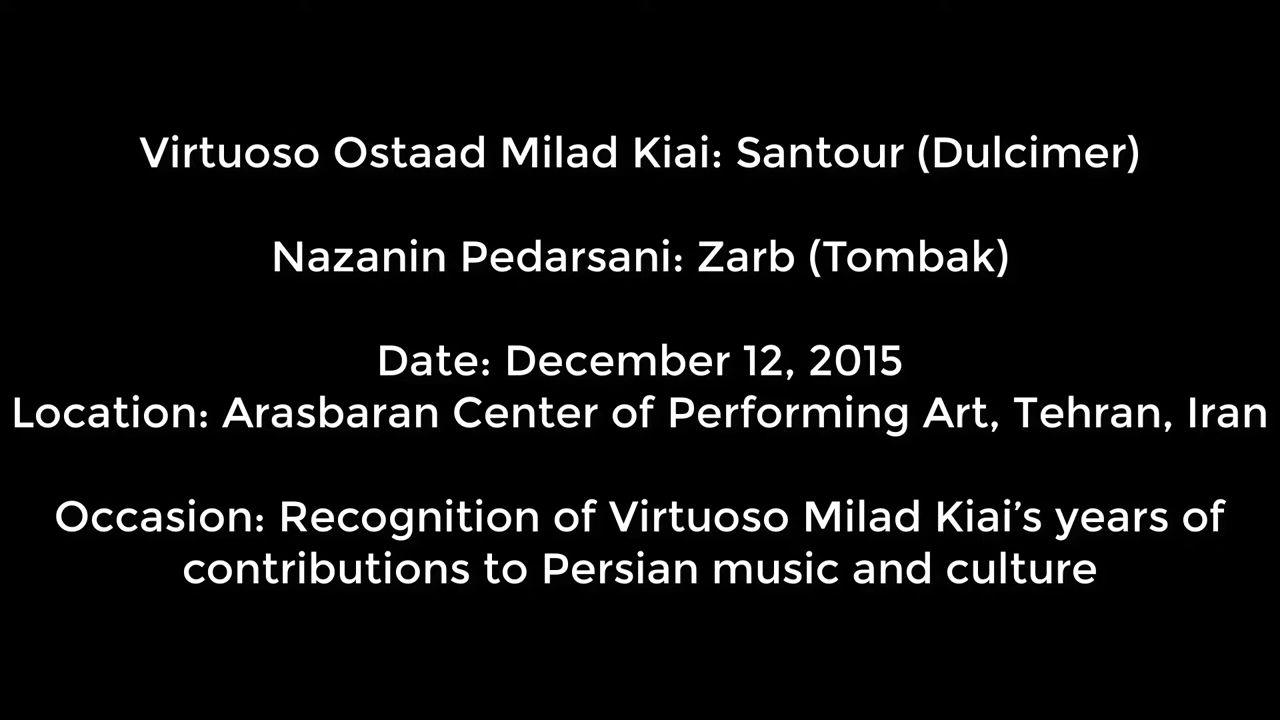 Virtuoso Ostaad Milad Kiai: Santour (Dulcimer)
Nazanin Pedarsani: Zarb (Tombak)
Date: December 12, 2015
Location: Arasbaran Center of Performing Art, Tehran, Iran
Occasion: Recognition of Virtuoso Milad Kiai’s years of
contributions to Persian music and culture